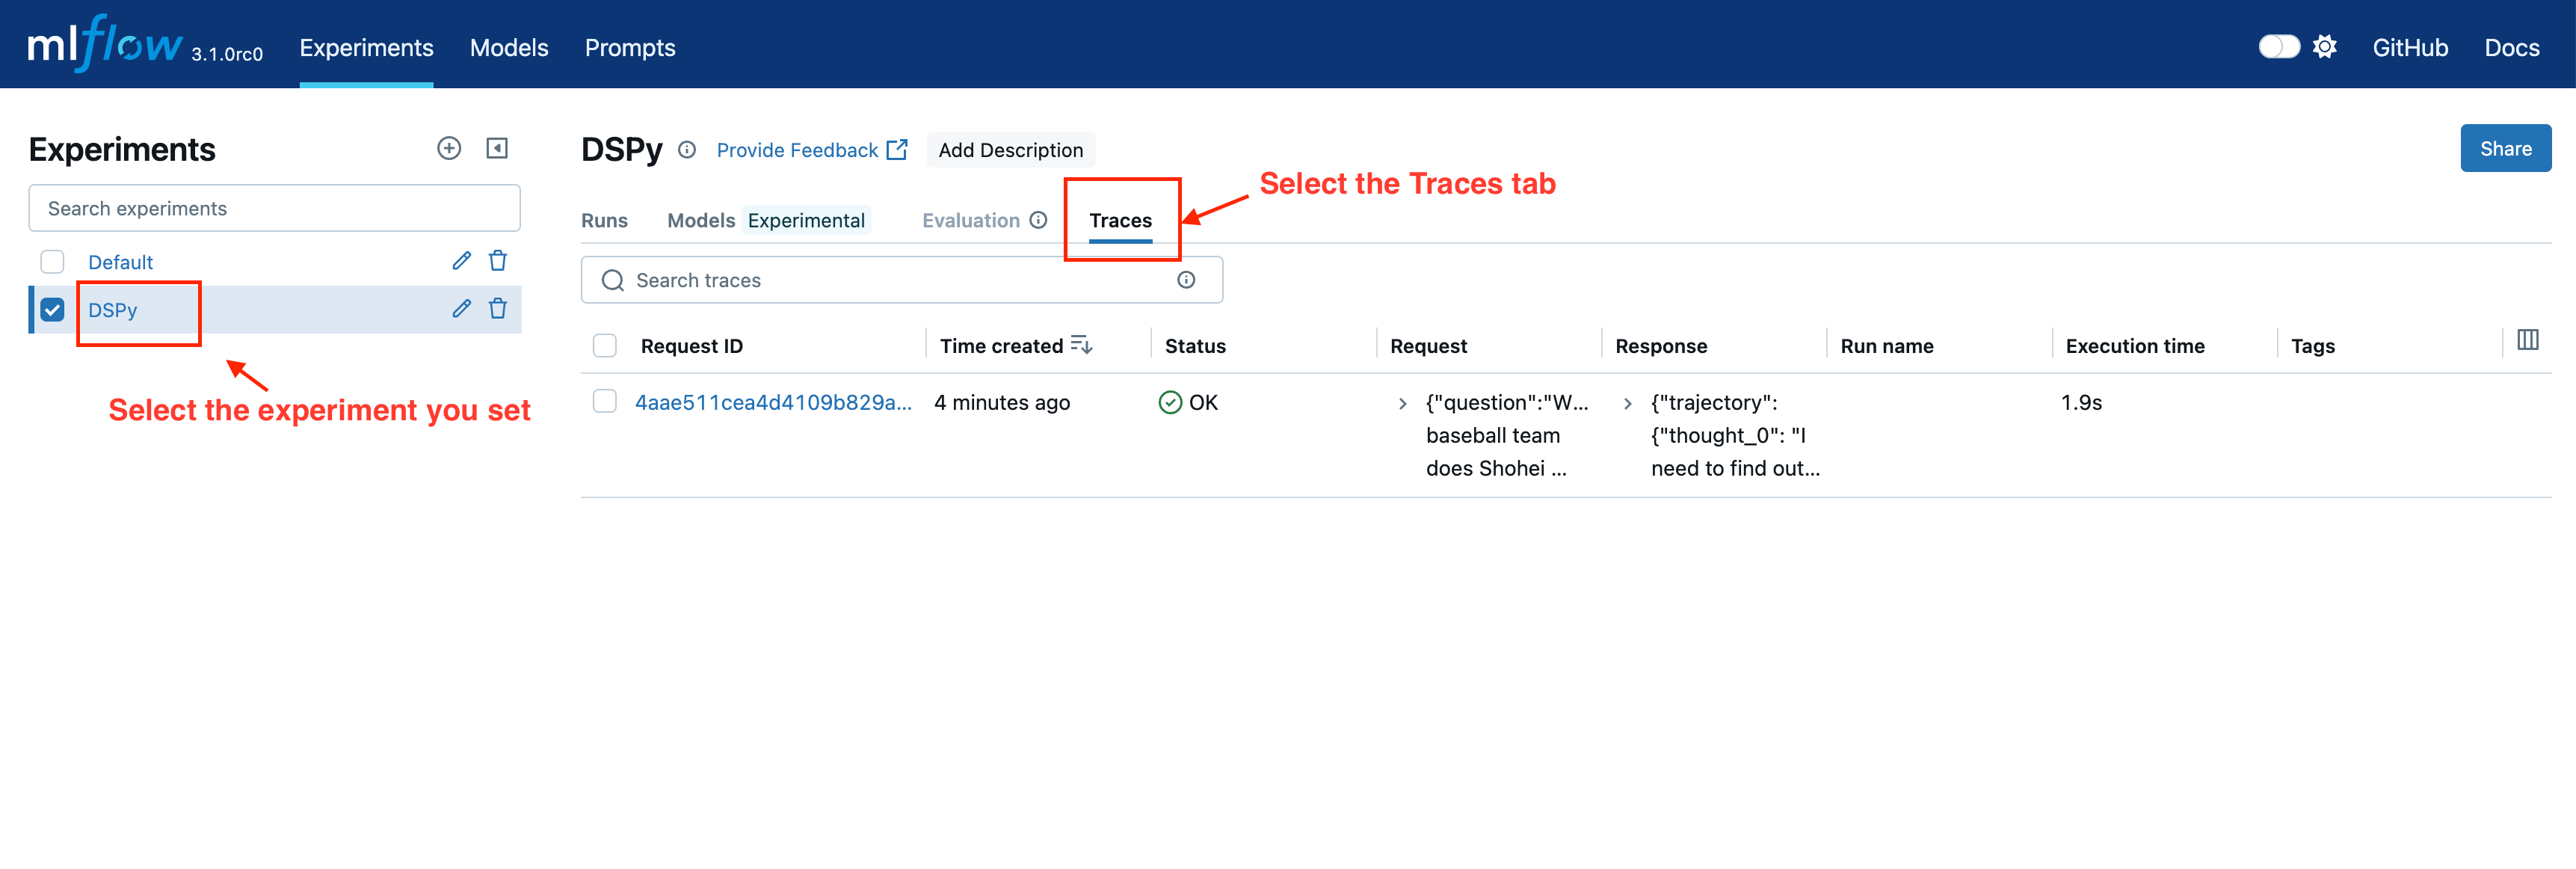 mlflow 3.1.0rc0 Experiments Models Prompts GitHub Docs
Experiments
Search experiments
Default
DSPy
Select the experiment you set
DSPy Provide Feedback Add Description Share
Select the Traces tab
Runs Models Experimental Evaluation Traces
Search traces
Request ID Time created Status Request Response Run name Execution time Tags
4aae511cea4d4109b829a... 4 minutes ago OK {"question":"W... {"trajectory": 1.9s
baseball team {"thought_0": "I
does Shohei ... need to find out...